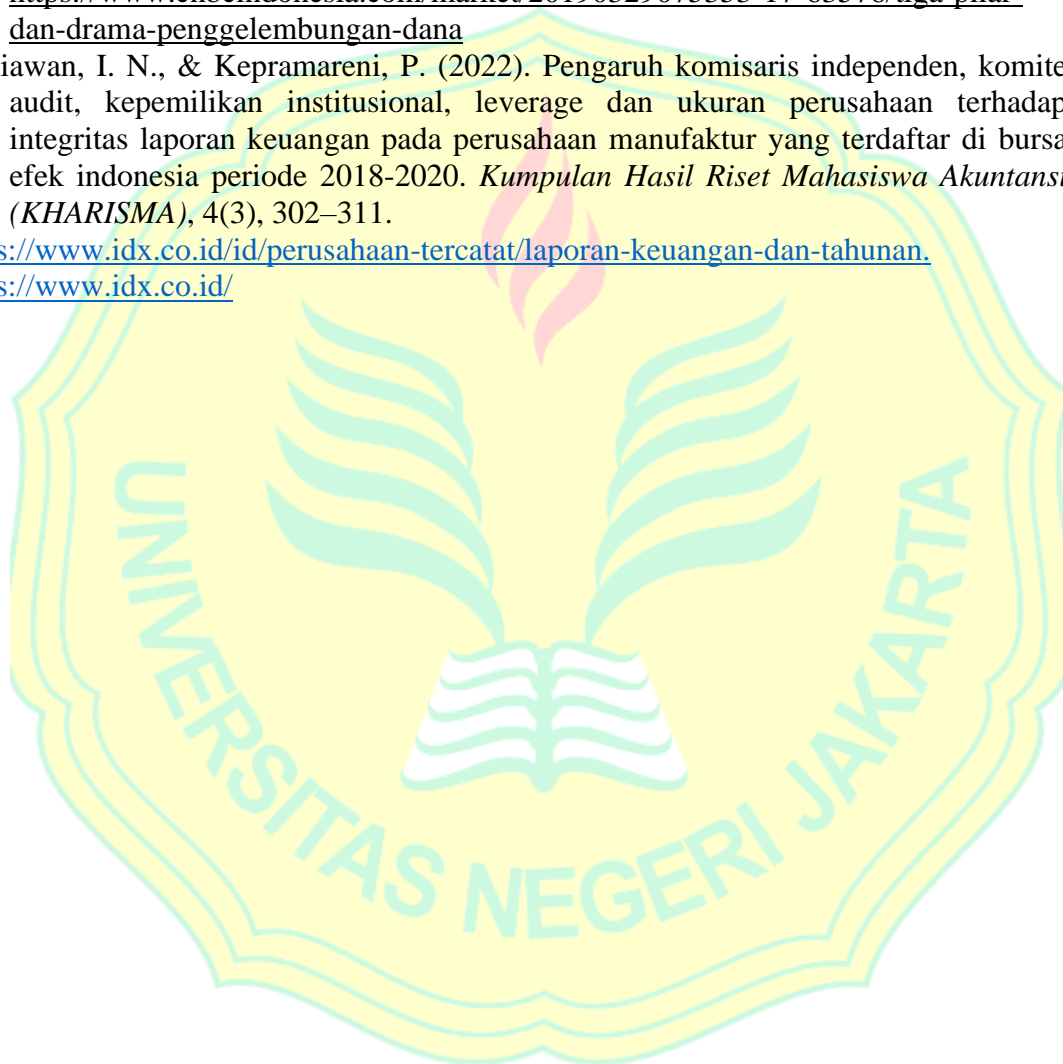 dan-drama-penggelembungan-dana
iawan, I. N., & Kepramareni, P. (2022). Pengaruh komisaris independen, komite
audit, kepemilikan institusional, leverage dan ukuran perusahaan terhadap
integritas laporan keuangan pada perusahaan manufaktur yang terdaftar di bursa
efek indonesia periode 2018-2020. Kumpulan Hasil Riset Mahasiswa Akuntansi
(KHARISMA), 4(3), 302–311.
s://www.idx.co.id/id/perusahaan-tercatat/laporan-keuangan-dan-tahunan.
s://www.idx.co.id/
UNIVERSITAS NEGERI JAKARTA